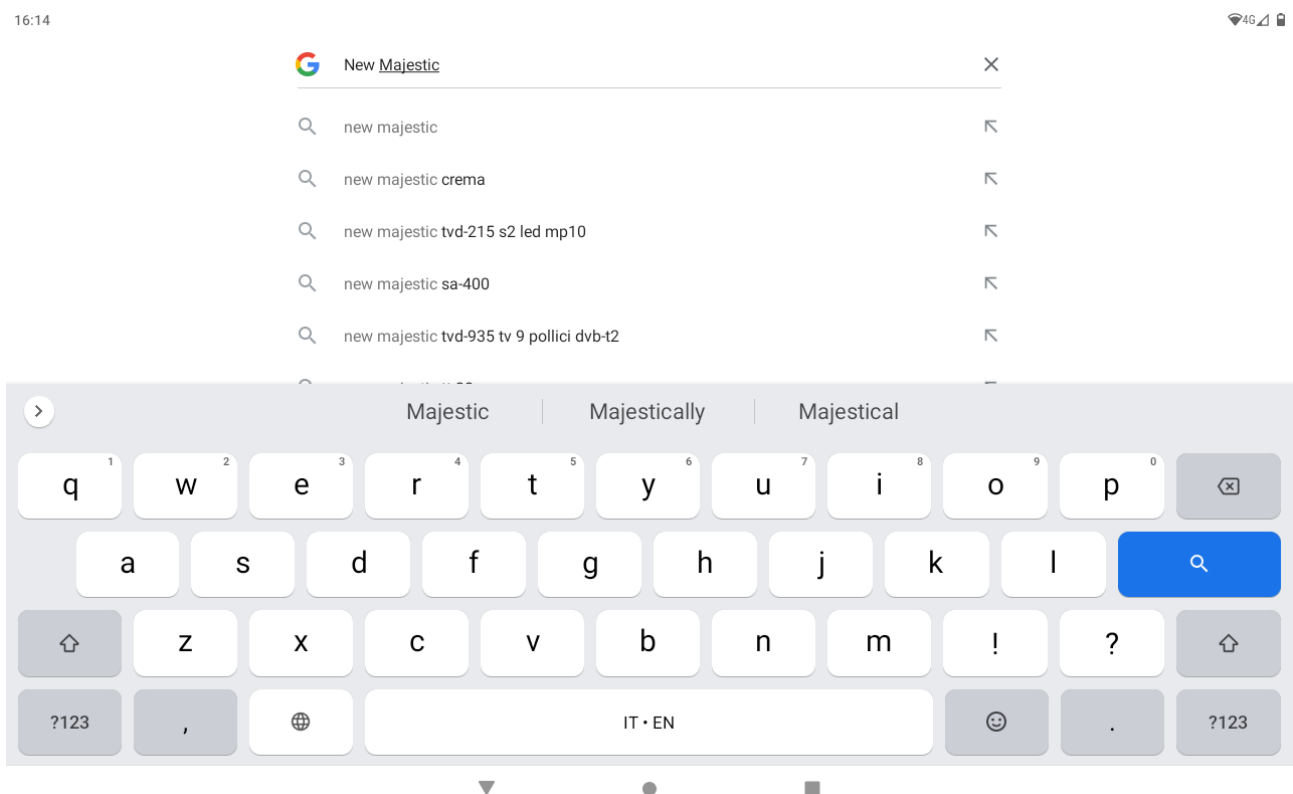 16:14
4G
New Majestic
new majestic
new majestic crema
new majestic tvd-215 s2 led mp10
new majestic sa-400
new majestic tvd-935 tv 9 pollici dvb-t2
Majestic Majestically Majestical
q 1 w 2 e 3 r 4 t 5 y 6 u 7 i 8 o 9 p 0
a s d f g h j k l
z x c v b n m ! ?
?123 , IT • EN . ?123